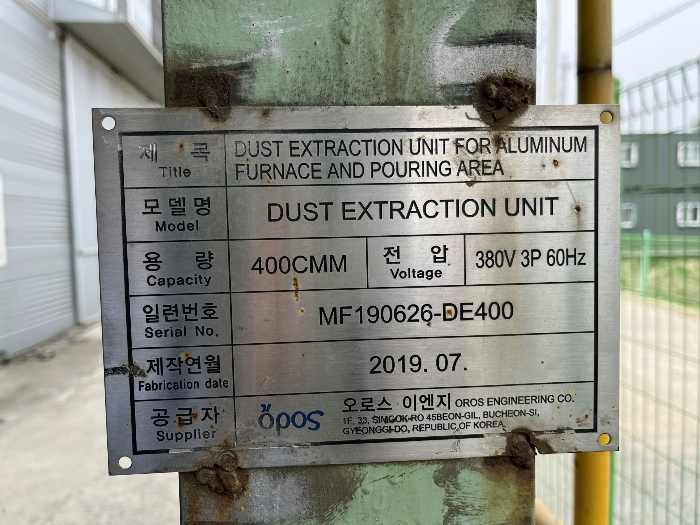 제 목 DUST EXTRACTION UNIT FOR ALUMINUM
Title FURNACE AND POURING AREA
모델명 DUST EXTRACTION UNIT
Model
용 량 400CMM 전 압 380V 3P 60Hz
Capacity Voltage
일련번호 MF190626-DE400
Serial No.
제작연월 2019. 07.
Fabrication date
공급자 오로스 이엔지 OROS ENGINEERING CO.
Supplier 1F, 33, SINGOK-RO 45BEON-GIL, BUCHEON-SI,
GYEONGGI-DO, REPUBLIC OF KOREA